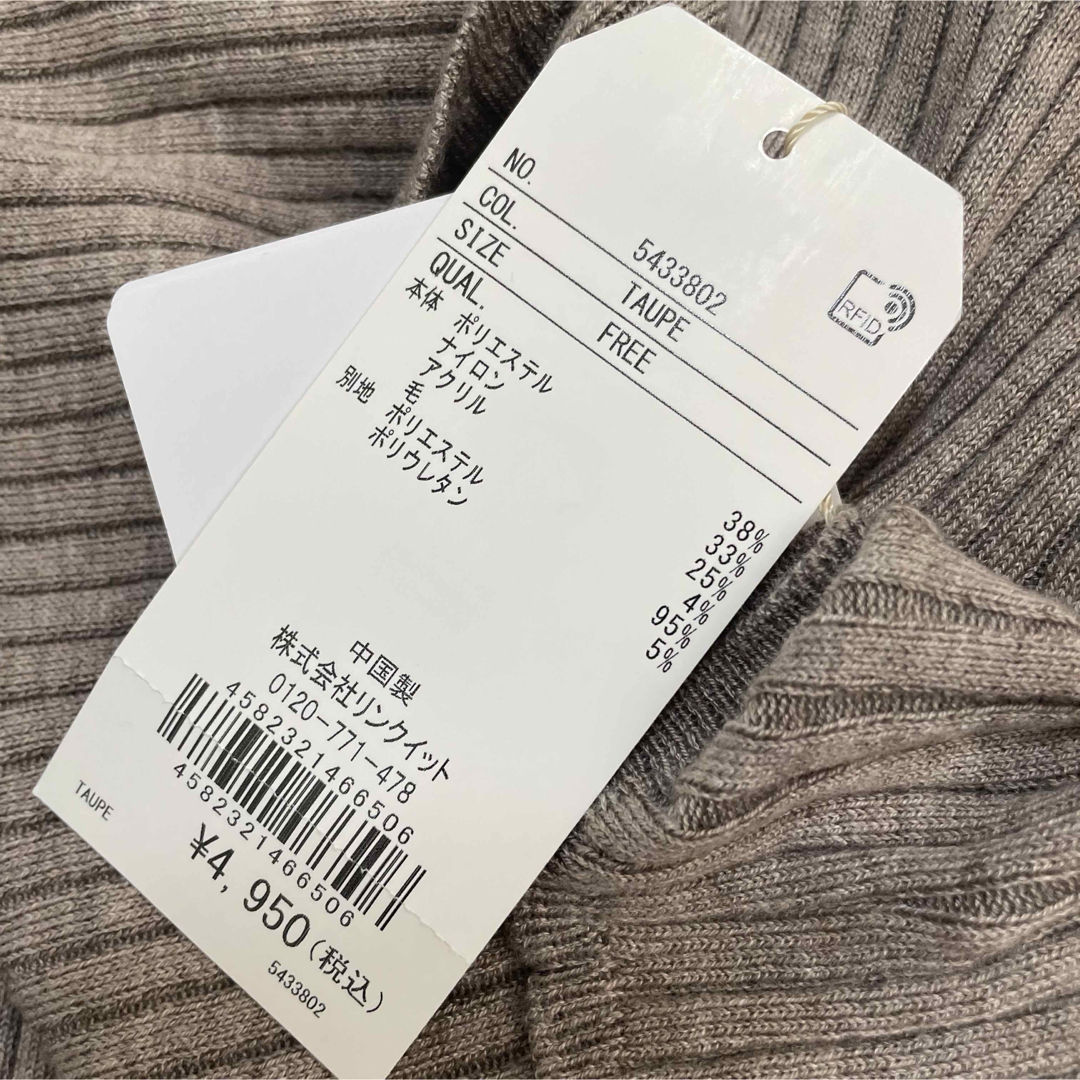 NO. 5433802
COL. TAUPE
SIZE FREE
QUAL.
本体 ポリエステル 38%
ナイロン 33%
アクリル 25%
毛 4%
別地 ポリエステル 95%
ポリウレタン 5%
RFID
中国製
株式会社リンクイット
0120-771-478
4582321466506
4582321466506
TAUPE
¥4,950(税込)
5433802